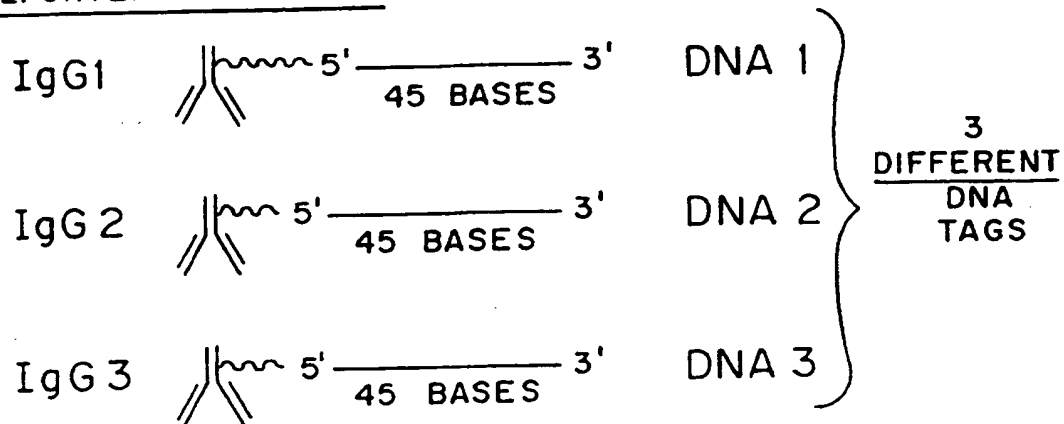 IgG1 5' 3' DNA 1
45 BASES
IgG 2 5' 3' DNA 2
45 BASES
IgG 3 5' 3' DNA 3
45 BASES
3
DIFFERENT
DNA
TAGS